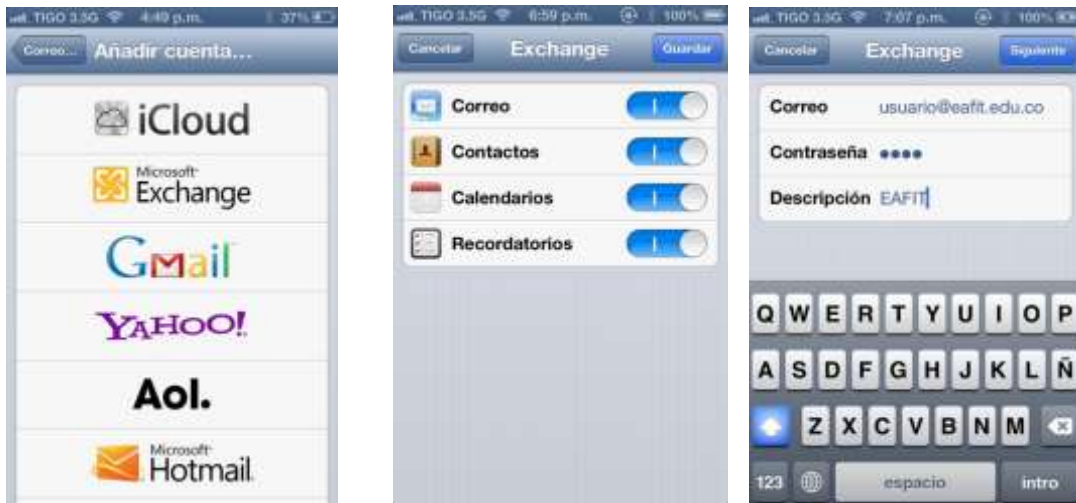 TIGO 3.5G 4:49 p.m. 37%
Correo... Añadir cuenta...
iCloud
Microsoft
Exchange
Gmail
YAHOO!
Aol.
Microsoft
Hotmail
TIGO 3.5G 6:59 p.m. 100%
Cancelar Exchange Guardar
Correo
Contactos
Calendarios
Recordatorios
TIGO 3.5G 7:07 p.m. 100%
Cancelar Exchange Siguiente
Correo usuario@eafit.edu.co
Contraseña ●●●●
Descripción EAFIT
Q W E R T Y U I O P
A S D F G H J K L Ñ
Z X C V B N M
123 espacio intro